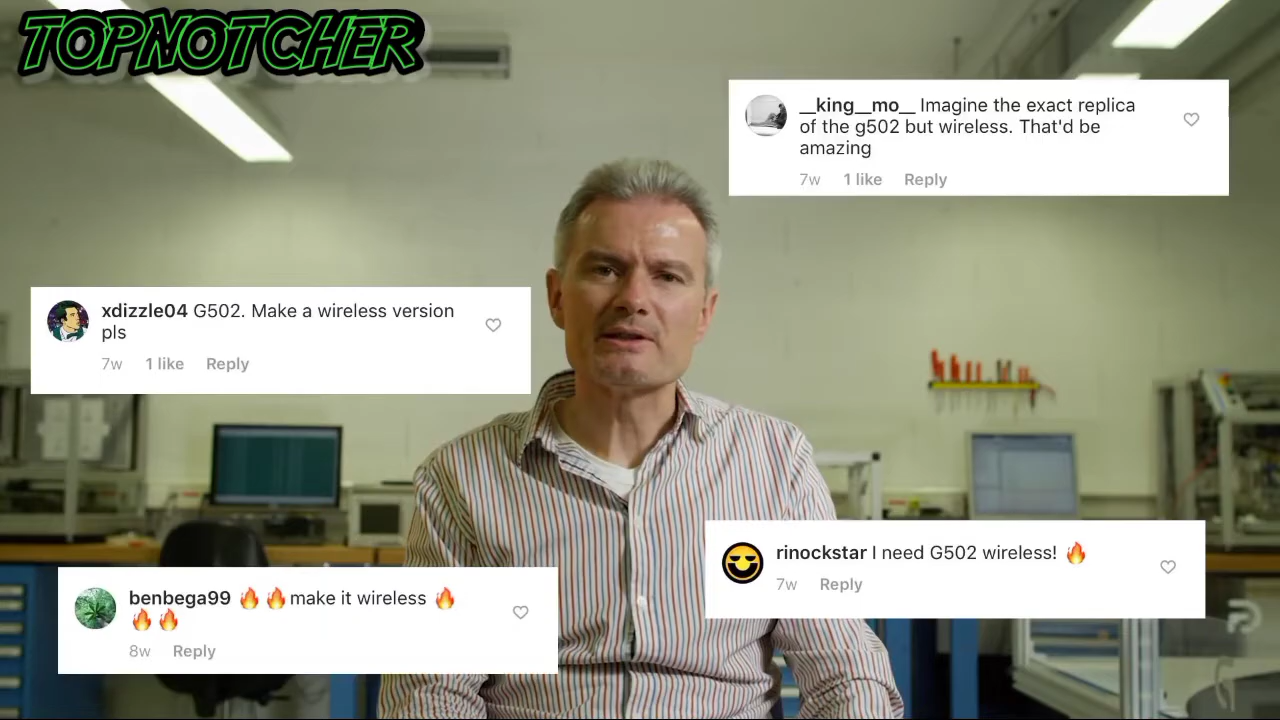 TOPNOTCHER
__king__mo__ Imagine the exact replica
of the g502 but wireless. That'd be
amazing
7w 1 like Reply
xdizzle04 G502. Make a wireless version
pls
7w 1 like Reply
rinockstar I need G502 wireless! 🔥
7w Reply
benbega99 🔥🔥make it wireless 🔥
🔥🔥
8w Reply